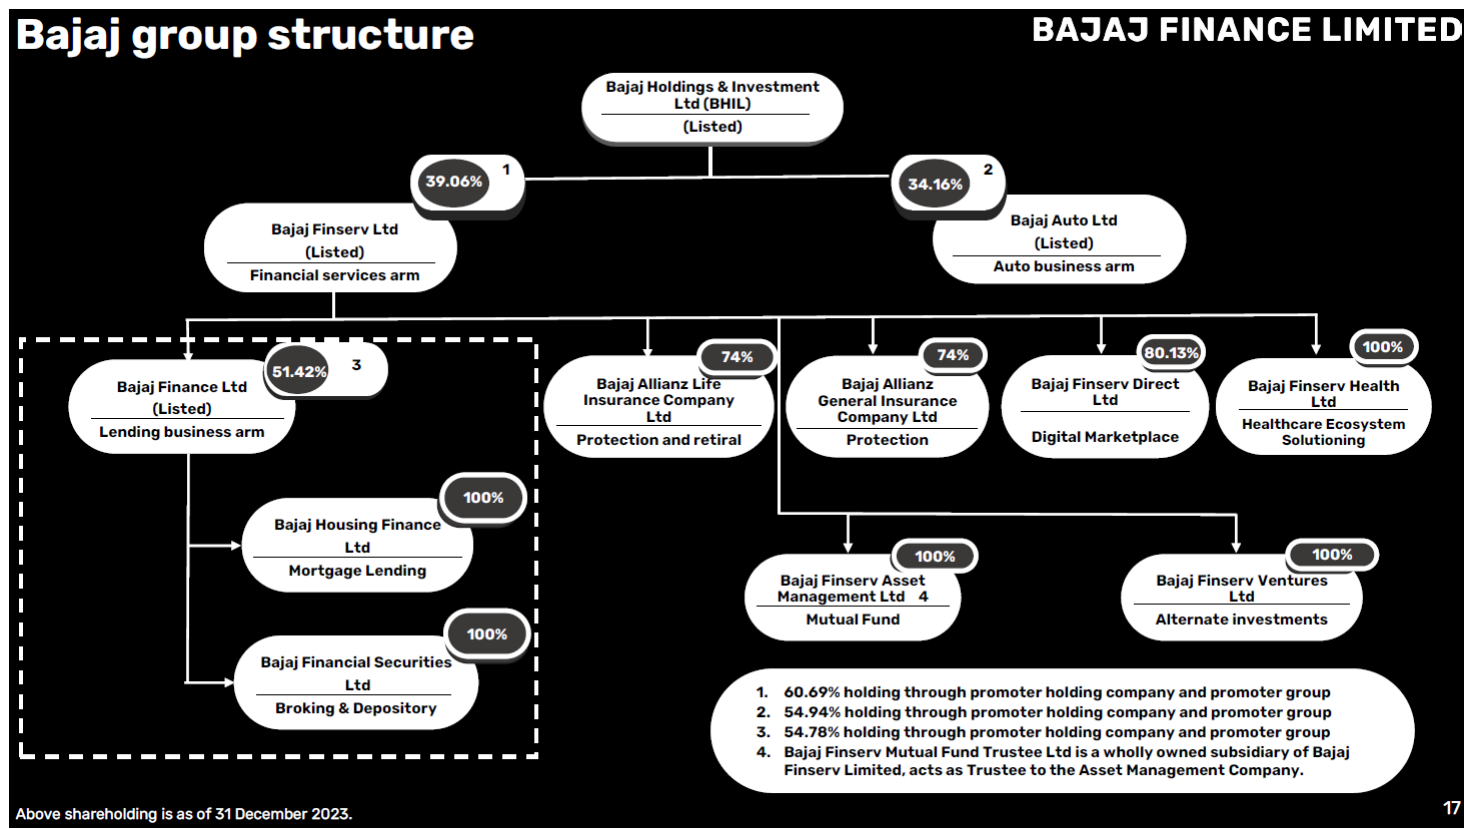 Bajaj group structure
BAJAJ FINANCE LIMITED
Bajaj Holdings & Investment
Ltd (BHIL)
(Listed)
39.06% 1
34.16% 2
Bajaj Finserv Ltd
(Listed)
Financial services arm
Bajaj Auto Ltd
(Listed)
Auto business arm
51.42% 3
Bajaj Finance Ltd
(Listed)
Lending business arm
74%
Bajaj Allianz Life
Insurance Company
Ltd
Protection and retiral
74%
Bajaj Allianz
General Insurance
Company Ltd
Protection
80.13%
Bajaj Finserv Direct
Ltd
Digital Marketplace
100%
Bajaj Finserv Health
Ltd
Healthcare Ecosystem
Solutioning
100%
Bajaj Housing Finance
Ltd
Mortgage Lending
100%
Bajaj Financial Securities
Ltd
Broking & Depository
100%
Bajaj Finserv Asset
Management Ltd 4
Mutual Fund
100%
Bajaj Finserv Ventures
Ltd
Alternate investments
1. 60.69% holding through promoter holding company and promoter group
2. 54.94% holding through promoter holding company and promoter group
3. 54.78% holding through promoter holding company and promoter group
4. Bajaj Finserv Mutual Fund Trustee Ltd is a wholly owned subsidiary of Bajaj
Finserv Limited, acts as Trustee to the Asset Management Company.
Above shareholding is as of 31 December 2023.
17